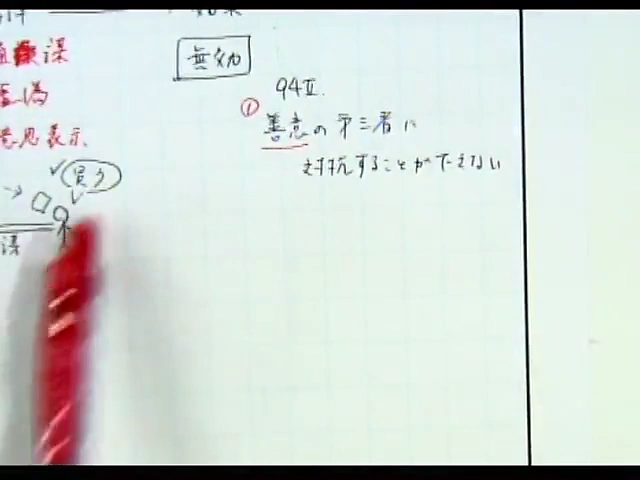 謀
無効
94Ⅱ.
虚偽
① 善意の第三者に
意思表示
対抗することができない
買う
謀